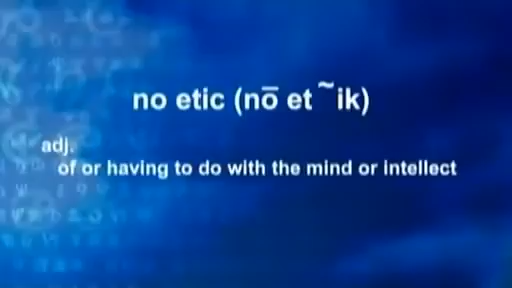 no etic (nō et ˜ik)
adj.
of or having to do with the mind or intellect